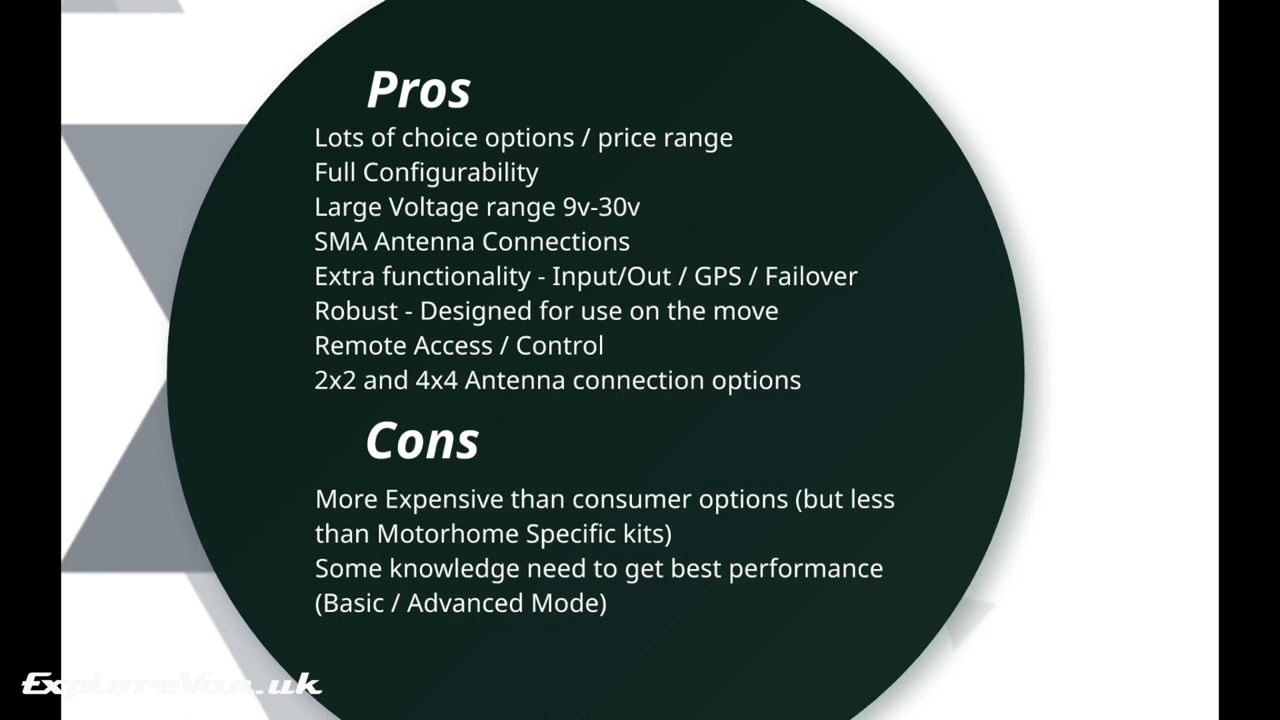 Pros
Lots of choice options / price range
Full Configurability
Large Voltage range 9v-30v
SMA Antenna Connections
Extra functionality - Input/Out / GPS / Failover
Robust - Designed for use on the move
Remote Access / Control
2x2 and 4x4 Antenna connection options
Cons
More Expensive than consumer options (but less
than Motorhome Specific kits)
Some knowledge need to get best performance
(Basic / Advanced Mode)
ExploreVan.uk